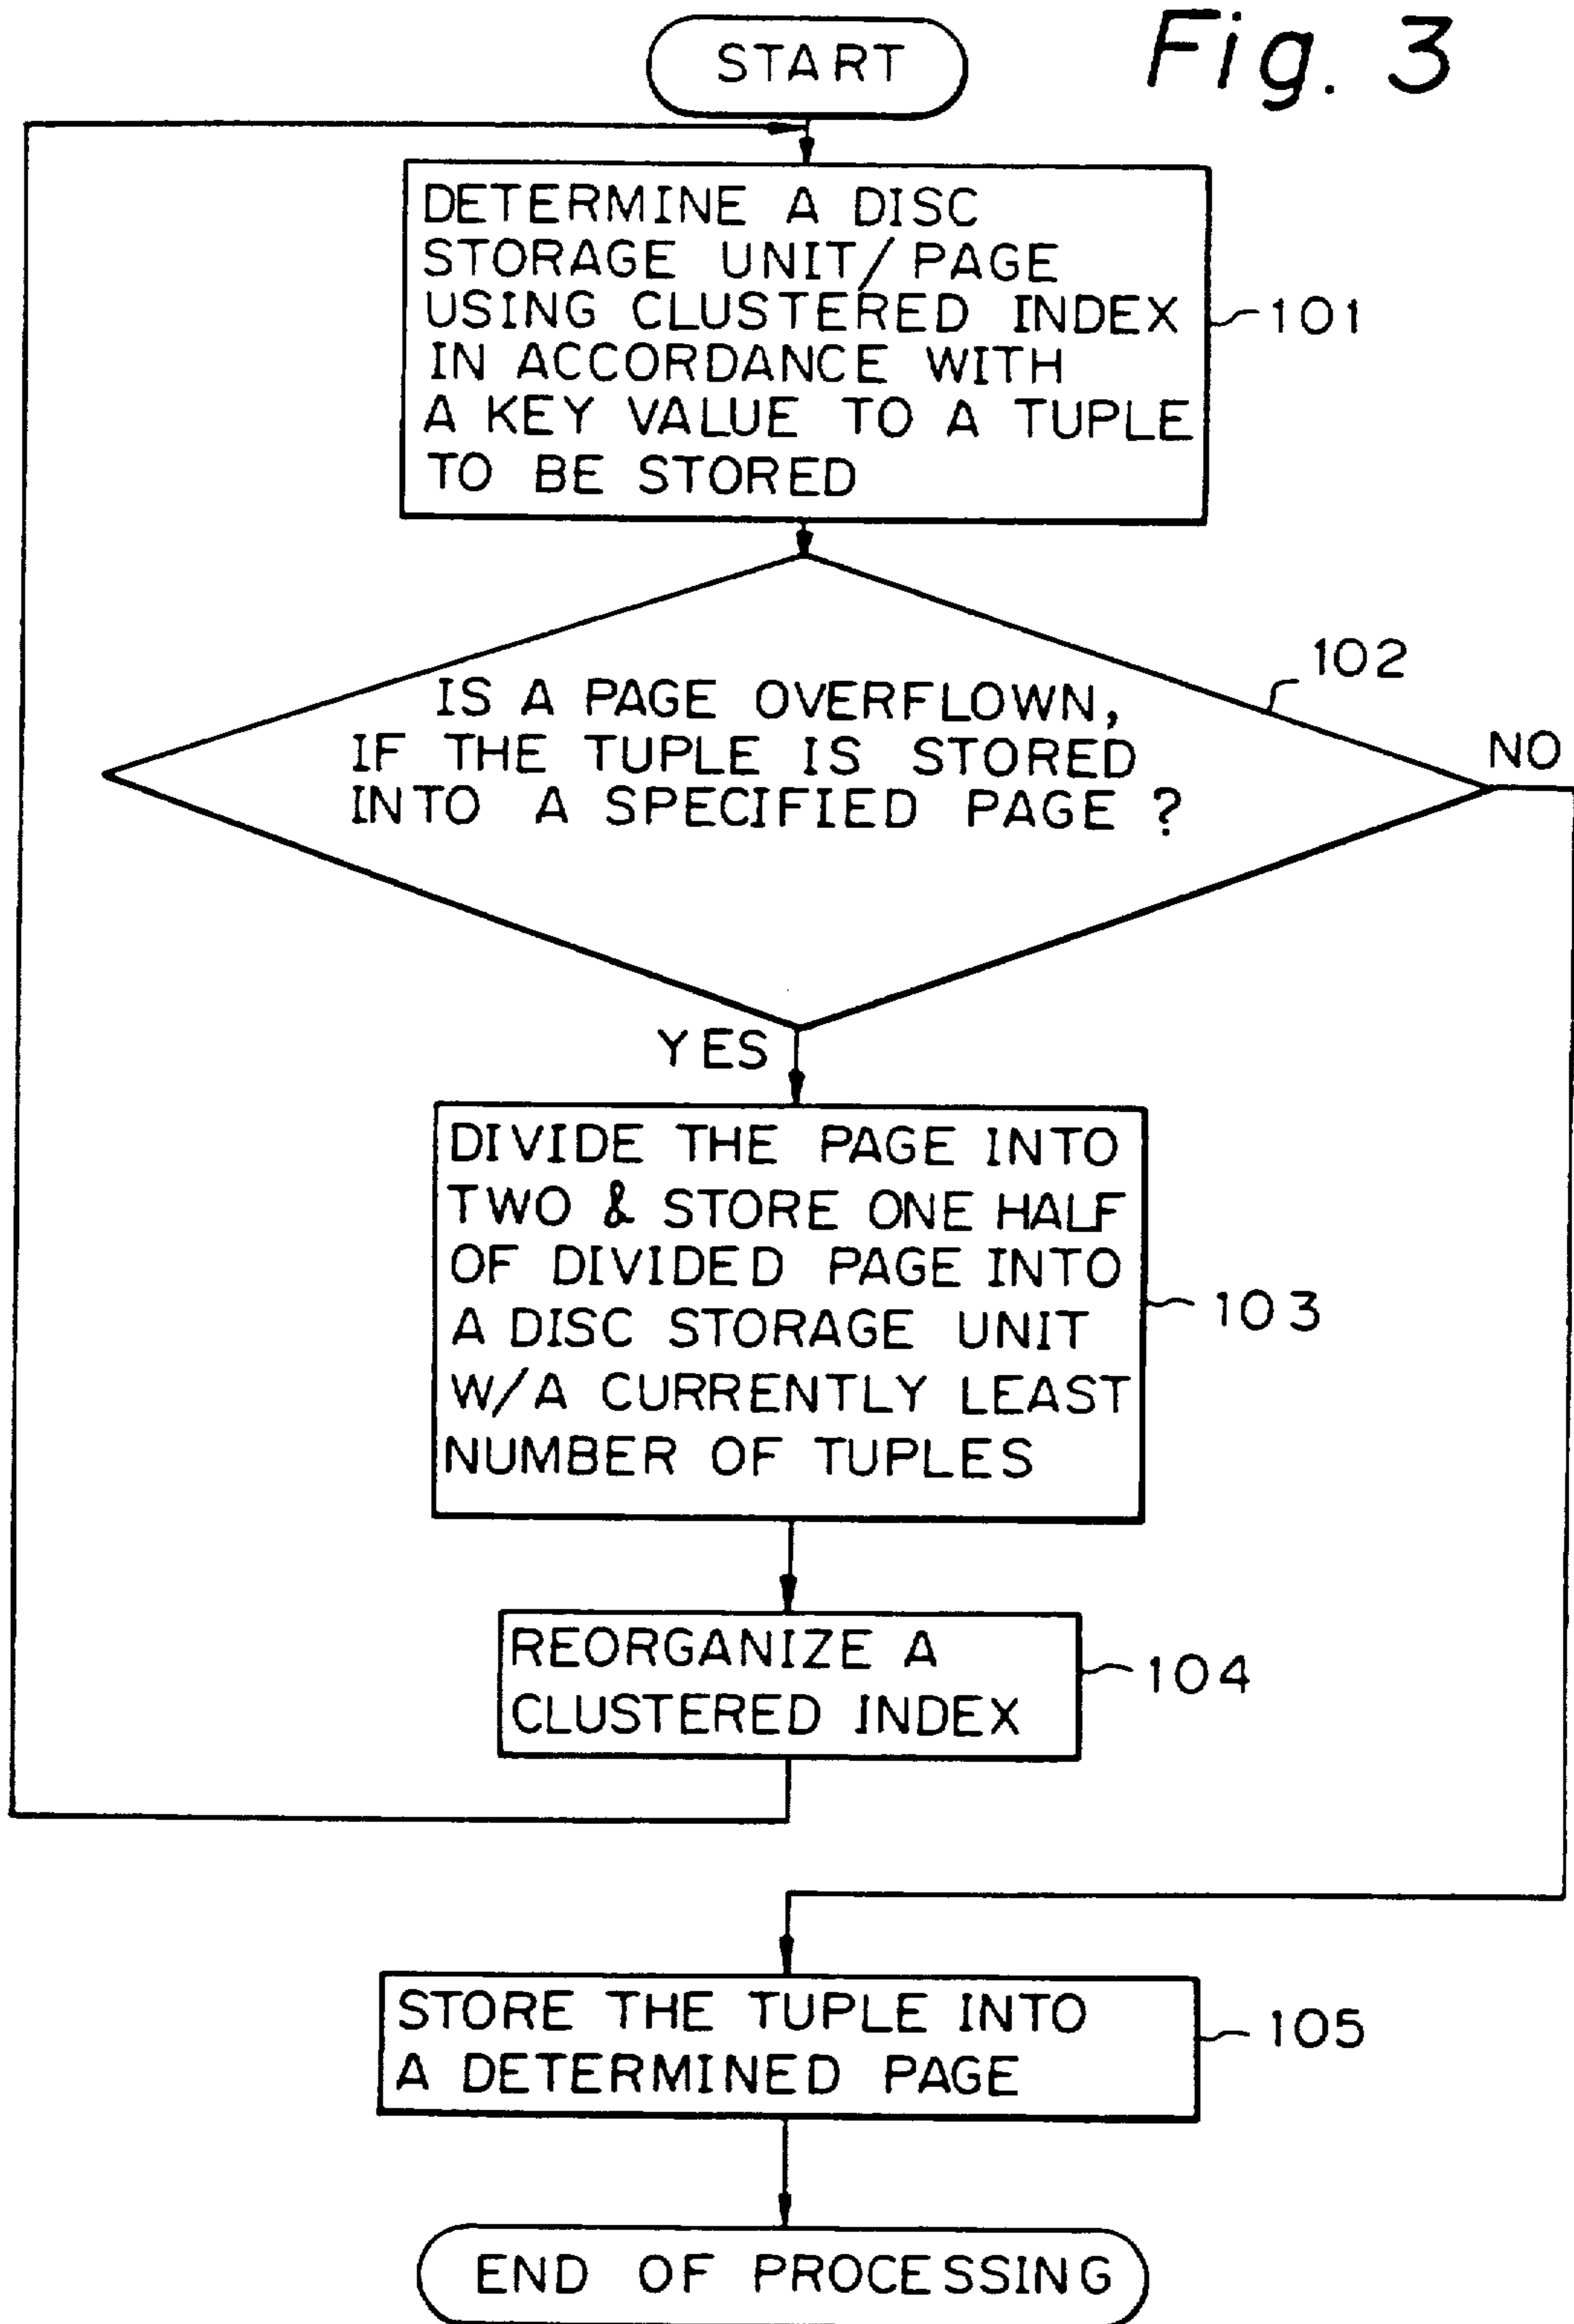 Fig. 3
START
DETERMINE A DISC
STORAGE UNIT/PAGE
USING CLUSTERED INDEX
IN ACCORDANCE WITH
A KEY VALUE TO A TUPLE
TO BE STORED
101
IS A PAGE OVERFLOWN,
IF THE TUPLE IS STORED
INTO A SPECIFIED PAGE ?
102
NO
YES
DIVIDE THE PAGE INTO
TWO & STORE ONE HALF
OF DIVIDED PAGE INTO
A DISC STORAGE UNIT
W/A CURRENTLY LEAST
NUMBER OF TUPLES
103
REORGANIZE A
CLUSTERED INDEX
104
STORE THE TUPLE INTO
A DETERMINED PAGE
105
END OF PROCESSING